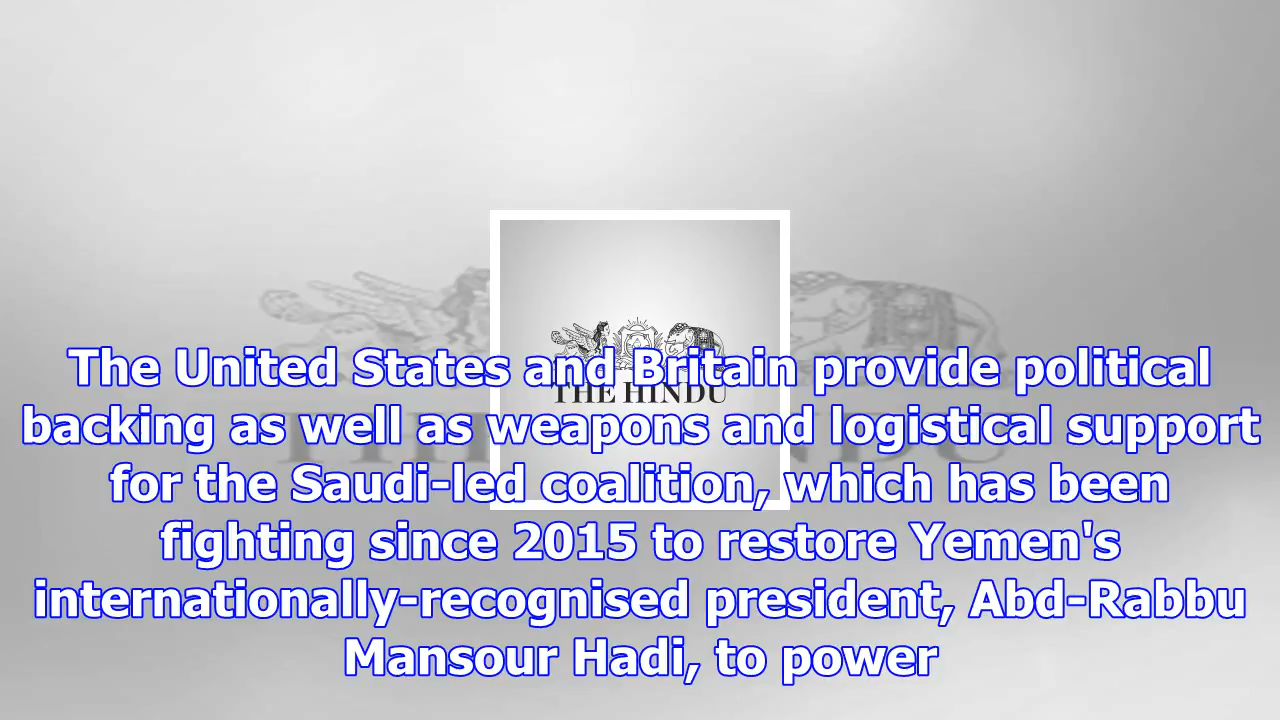 The United States and Britain provide political
backing as well as weapons and logistical support
THE HINDU
for the Saudi-led coalition, which has been
fighting since 2015 to restore Yemen's
internationally-recognised president, Abd-Rabbu
Mansour Hadi, to power